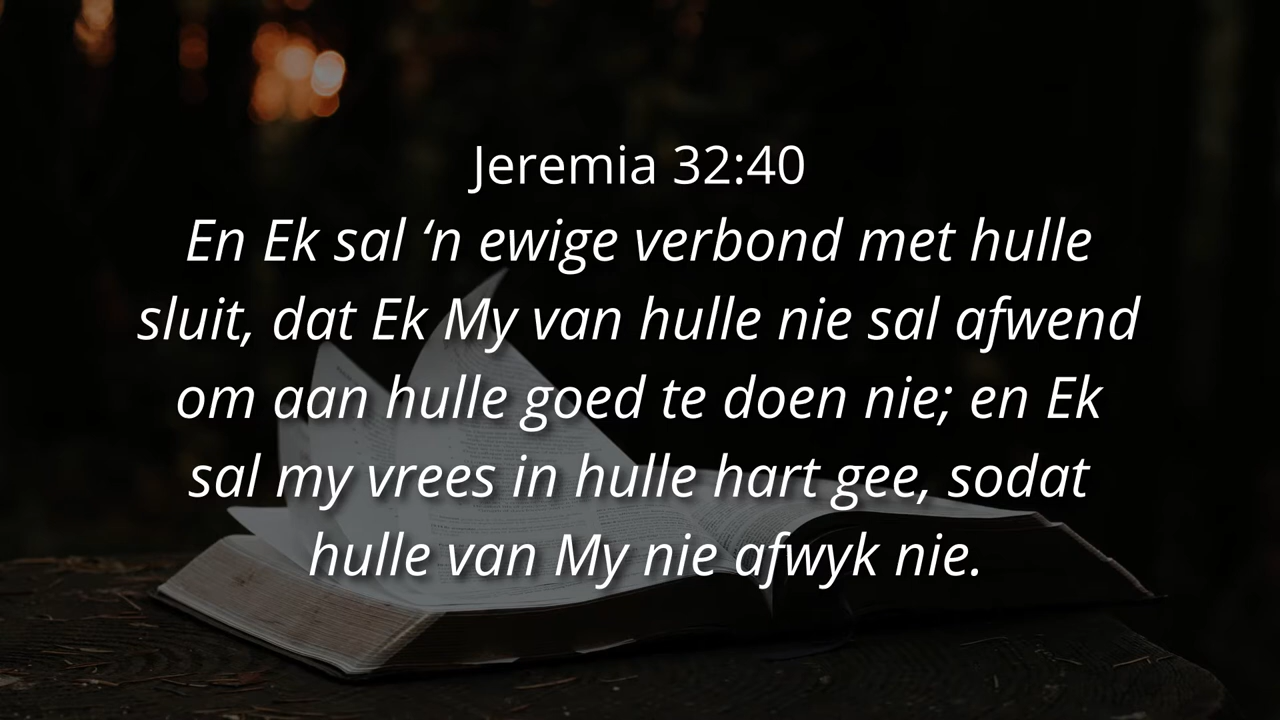 Jeremia 32:40
En Ek sal ‘n ewige verbond met hulle
sluit, dat Ek My van hulle nie sal afwend
om aan hulle goed te doen nie; en Ek
sal my vrees in hulle hart gee, sodat
hulle van My nie afwyk nie.